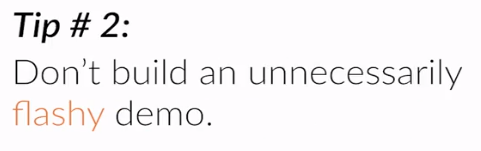 Tip # 2:
Don't build an unnecessarily
flashy demo.